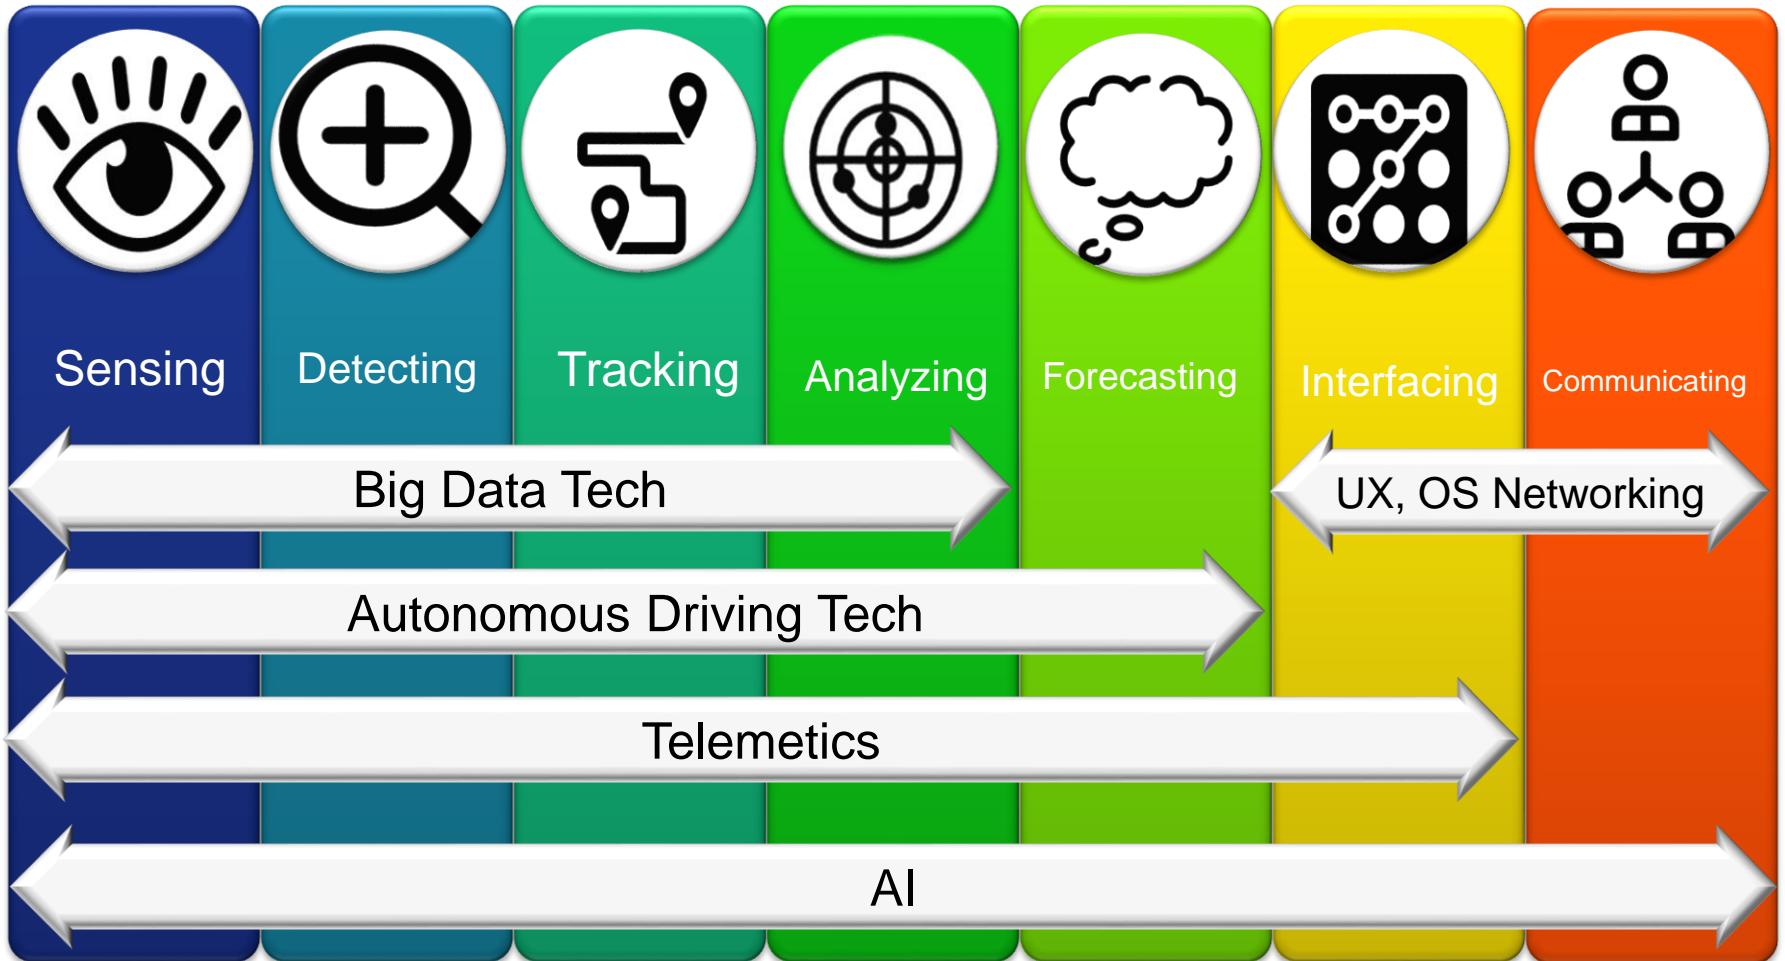 Sensing
Detecting
Tracking
Analyzing
Forecasting
Interfacing
Communicating
Big Data Tech
UX, OS Networking
Autonomous Driving Tech
Telemetics
AI